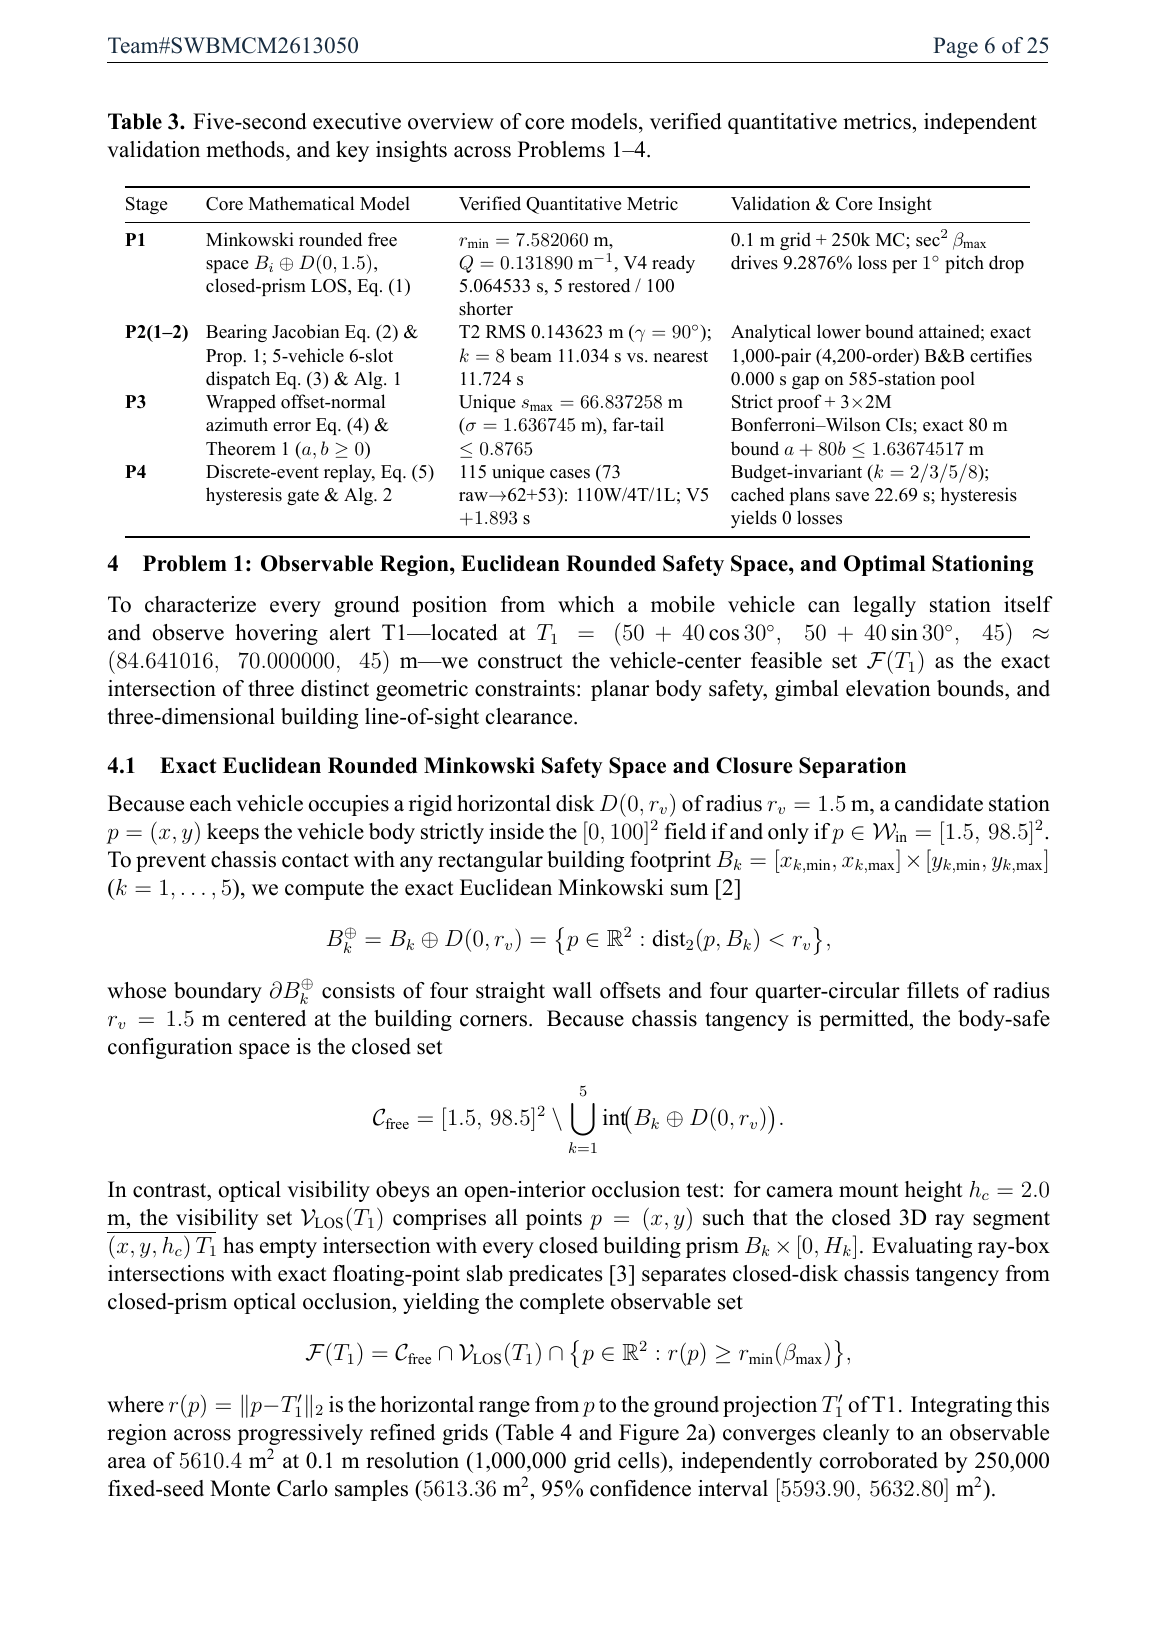 Team#SWBMCM2613050 Page 6 of 25
Table 3. Five-second executive overview of core models, verified quantitative metrics, independent
validation methods, and key insights across Problems 1–4.
Stage Core Mathematical Model Verified Quantitative Metric Validation & Core Insight
P1 Minkowski rounded free r_min = 7.582060 m, 0.1 m grid + 250k MC; sec² β_max
space B_i ⊕ D(0, 1.5), Q = 0.131890 m⁻¹, V4 ready drives 9.2876% loss per 1° pitch drop
closed-prism LOS, Eq. (1) 5.064533 s, 5 restored / 100
shorter
P2(1–2) Bearing Jacobian Eq. (2) & T2 RMS 0.143623 m (γ = 90°); Analytical lower bound attained; exact
Prop. 1; 5-vehicle 6-slot k = 8 beam 11.034 s vs. nearest 1,000-pair (4,200-order) B&B certifies
dispatch Eq. (3) & Alg. 1 11.724 s 0.000 s gap on 585-station pool
P3 Wrapped offset-normal Unique s_max = 66.837258 m Strict proof + 3×2M
azimuth error Eq. (4) & (σ = 1.636745 m), far-tail Bonferroni–Wilson CIs; exact 80 m
Theorem 1 (a, b ≥ 0) ≤ 0.8765 bound a + 80b ≤ 1.63674517 m
P4 Discrete-event replay, Eq. (5) 115 unique cases (73 Budget-invariant (k = 2/3/5/8);
hysteresis gate & Alg. 2 raw→62+53): 110W/4T/1L; V5 cached plans save 22.69 s; hysteresis
+1.893 s yields 0 losses
4 Problem 1: Observable Region, Euclidean Rounded Safety Space, and Optimal Stationing
To characterize every ground position from which a mobile vehicle can legally station itself
and observe hovering alert T1—located at T₁ = (50 + 40 cos 30°, 50 + 40 sin 30°, 45) ≈
(84.641016, 70.000000, 45) m—we construct the vehicle-center feasible set ℱ(T₁) as the exact
intersection of three distinct geometric constraints: planar body safety, gimbal elevation bounds, and
three-dimensional building line-of-sight clearance.
4.1 Exact Euclidean Rounded Minkowski Safety Space and Closure Separation
Because each vehicle occupies a rigid horizontal disk D(0, r_v) of radius r_v = 1.5 m, a candidate station
p = (x, y) keeps the vehicle body strictly inside the [0, 100]² field if and only if p ∈ 𝒲_in = [1.5, 98.5]².
To prevent chassis contact with any rectangular building footprint B_k = [x_k,min, x_k,max] × [y_k,min, y_k,max]
(k = 1, . . . , 5), we compute the exact Euclidean Minkowski sum [2]
B_k^⊕ = B_k ⊕ D(0, r_v) = {p ∈ ℝ² : dist₂(p, B_k) < r_v},
whose boundary ∂B_k^⊕ consists of four straight wall offsets and four quarter-circular fillets of radius
r_v = 1.5 m centered at the building corners. Because chassis tangency is permitted, the body-safe
configuration space is the closed set
𝒞_free = [1.5, 98.5]² \ ⋃_{k=1}^{5} int(B_k ⊕ D(0, r_v)).
In contrast, optical visibility obeys an open-interior occlusion test: for camera mount height h_c = 2.0
m, the visibility set 𝒱_LOS(T₁) comprises all points p = (x, y) such that the closed 3D ray segment
\overline{(x, y, h_c) T₁} has empty intersection with every closed building prism B_k × [0, H_k]. Evaluating ray-box
intersections with exact floating-point slab predicates [3] separates closed-disk chassis tangency from
closed-prism optical occlusion, yielding the complete observable set
ℱ(T₁) = 𝒞_free ∩ 𝒱_LOS(T₁) ∩ {p ∈ ℝ² : r(p) ≥ r_min(β_max)},
where r(p) = ‖p−T₁′‖₂ is the horizontal range from p to the ground projection T₁′ of T1. Integrating this
region across progressively refined grids (Table 4 and Figure 2a) converges cleanly to an observable
area of 5610.4 m² at 0.1 m resolution (1,000,000 grid cells), independently corroborated by 250,000
fixed-seed Monte Carlo samples (5613.36 m², 95% confidence interval [5593.90, 5632.80] m²).